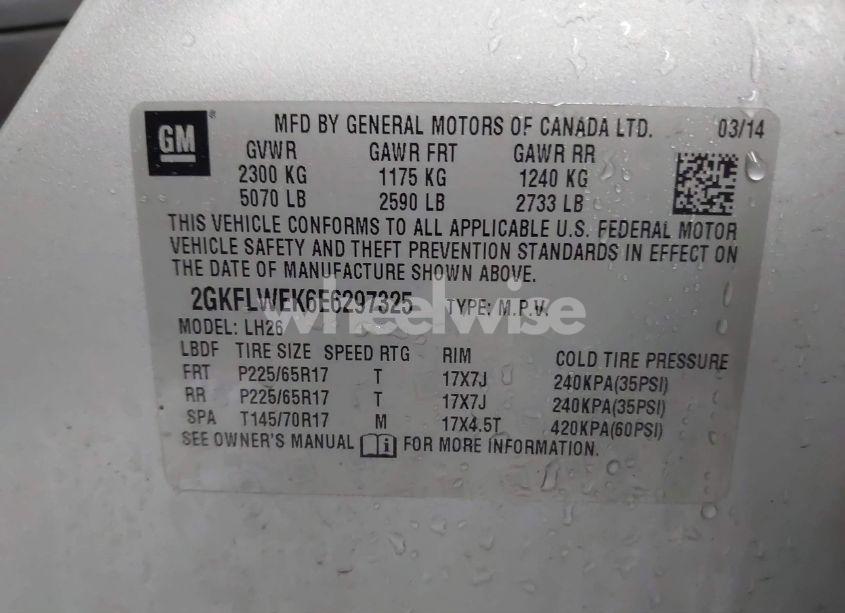 GM
MFD BY GENERAL MOTORS OF CANADA LTD. 03/14
GVWR GAWR FRT GAWR RR
2300 KG 1175 KG 1240 KG
5070 LB 2590 LB 2733 LB
THIS VEHICLE CONFORMS TO ALL APPLICABLE U.S. FEDERAL MOTOR
VEHICLE SAFETY AND THEFT PREVENTION STANDARDS IN EFFECT ON
THE DATE OF MANUFACTURE SHOWN ABOVE.
2GKFLWEK6E6297325 TYPE: M.P.V.
wheelwise
MODEL: LH26
LBDF TIRE SIZE SPEED RTG RIM COLD TIRE PRESSURE
FRT P225/65R17 T 17X7J 240KPA(35PSI)
RR P225/65R17 T 17X7J 240KPA(35PSI)
SPA T145/70R17 M 17X4.5T 420KPA(60PSI)
SEE OWNER'S MANUAL i FOR MORE INFORMATION.